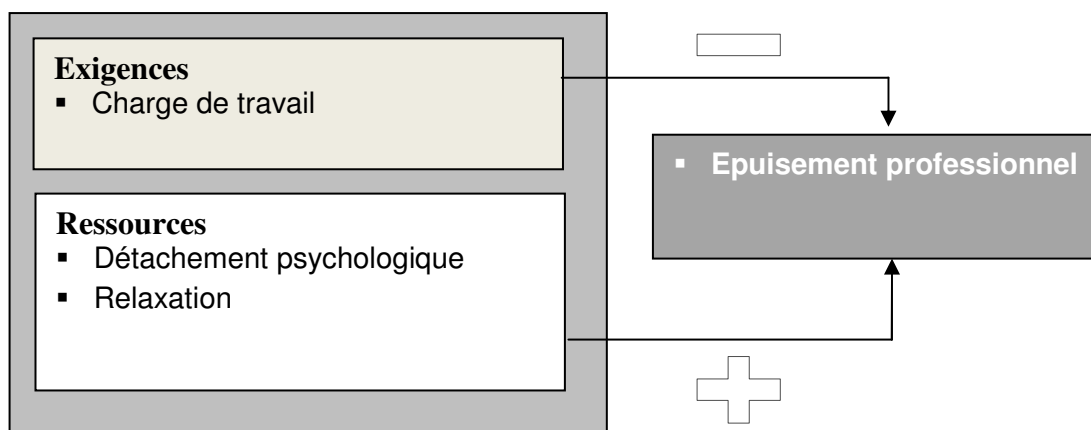 Exigences
▪ Charge de travail
Ressources
▪ Détachement psychologique
▪ Relaxation
▪ Epuisement professionnel